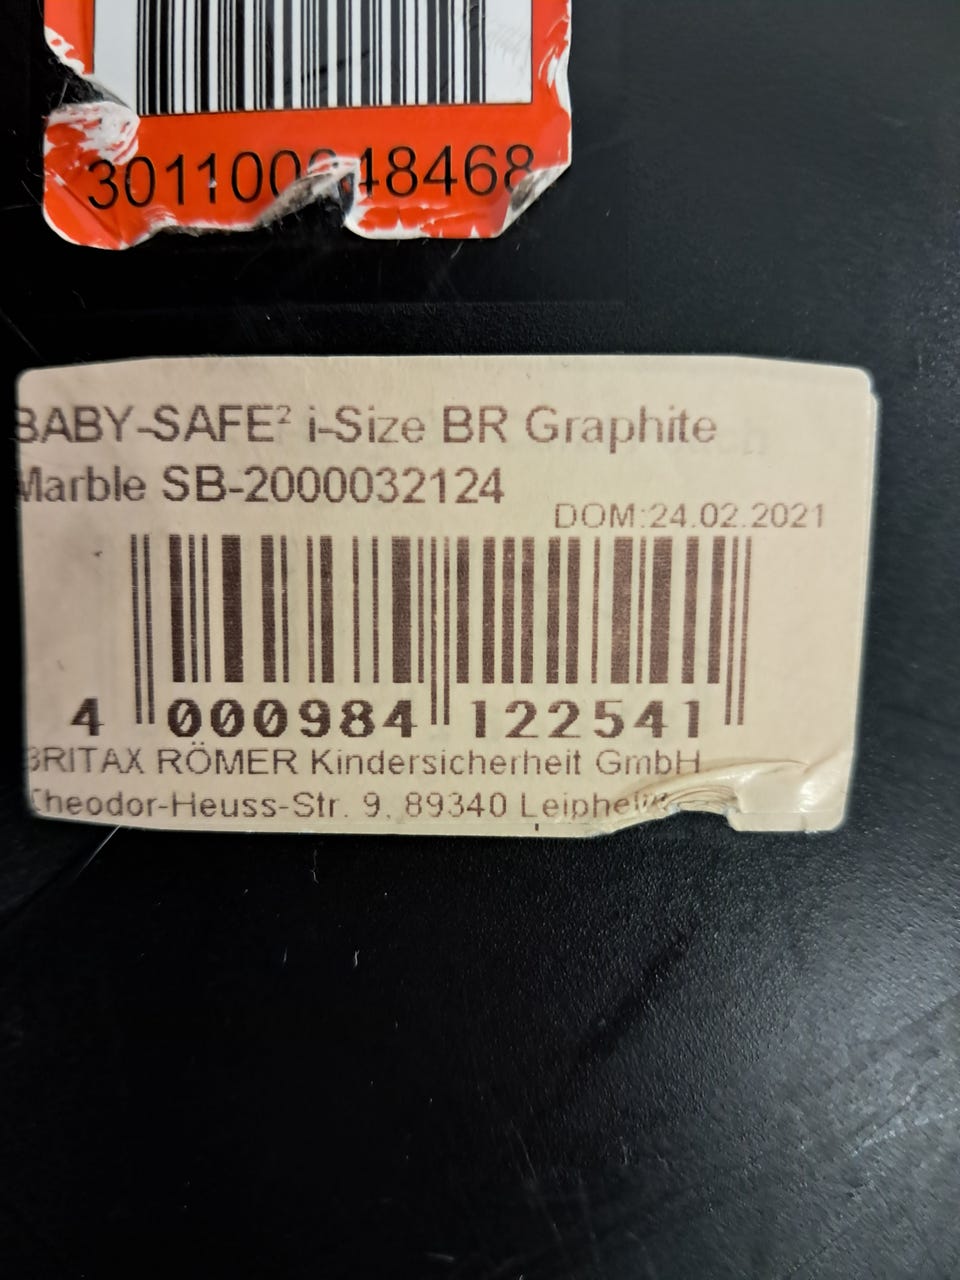 BABY-SAFE² i-Size BR Graphite
Marble SB-2000032124
DOM:24.02.2021
4 000984 122541
BRITAX RÖMER Kindersicherheit GmbH
Theodor-Heuss-Str. 9, 89340